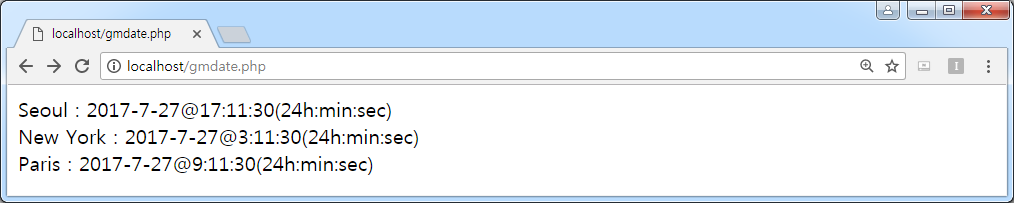 localhost/gmdate.php
localhost/gmdate.php
Seoul : 2017-7-27@17:11:30(24h:min:sec)
New York : 2017-7-27@3:11:30(24h:min:sec)
Paris : 2017-7-27@9:11:30(24h:min:sec)